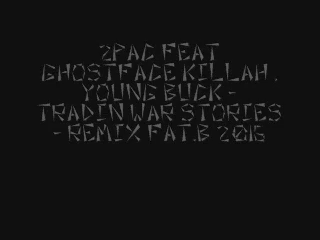 2PAC FEAT
GHOSTFACE KILLAH .
YOUNG BUCK -
TRADIN WAR STORIES
- REMIX FAT.B 2016